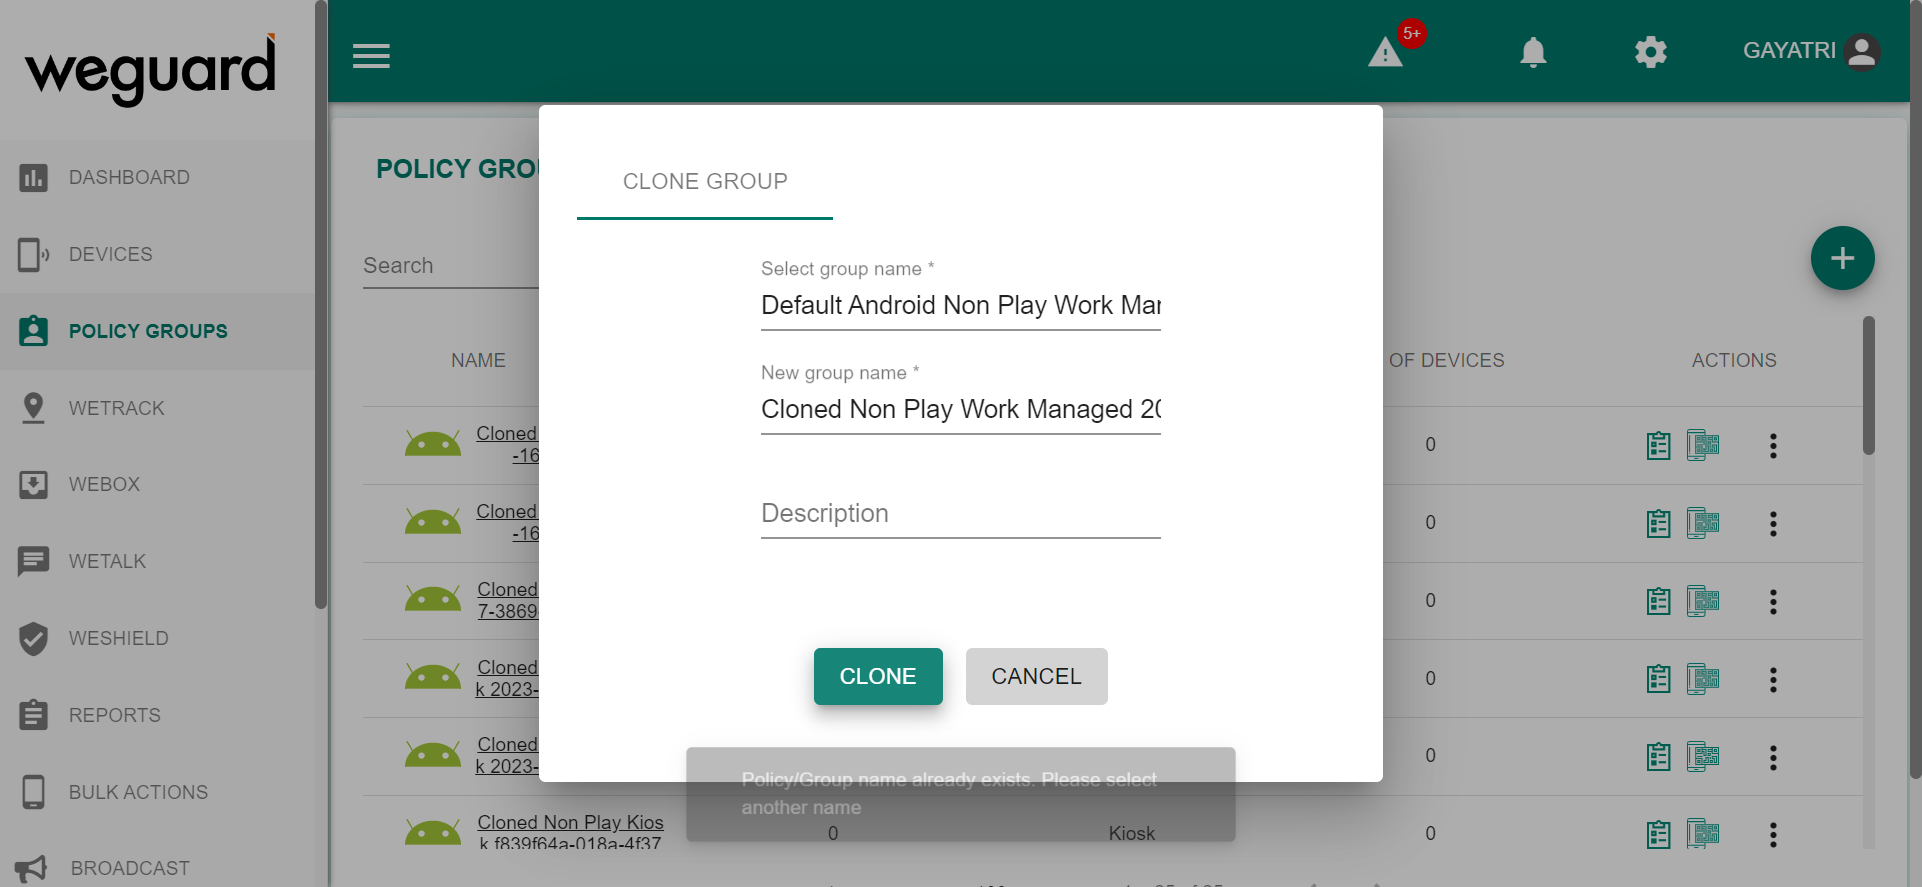 weguard
5+
GAYATRI
DASHBOARD
DEVICES
POLICY GROUPS
WETRACK
WEBOX
WETALK
WESHIELD
REPORTS
BULK ACTIONS
BROADCAST
POLICY GROU
Search
NAME
OF DEVICES
ACTIONS
Cloned
-16
0
Cloned
-16
0
Cloned
7-3869
0
Cloned
k 2023-
0
Cloned
k 2023-
0
Cloned Non Play Kios
k f839f64a-018a-4f37
0
Kiosk
0
CLONE GROUP
Select group name *
Default Android Non Play Work Mar
New group name *
Cloned Non Play Work Managed 20
Description
CLONE
CANCEL
Policy/Group name already exists. Please select
another name